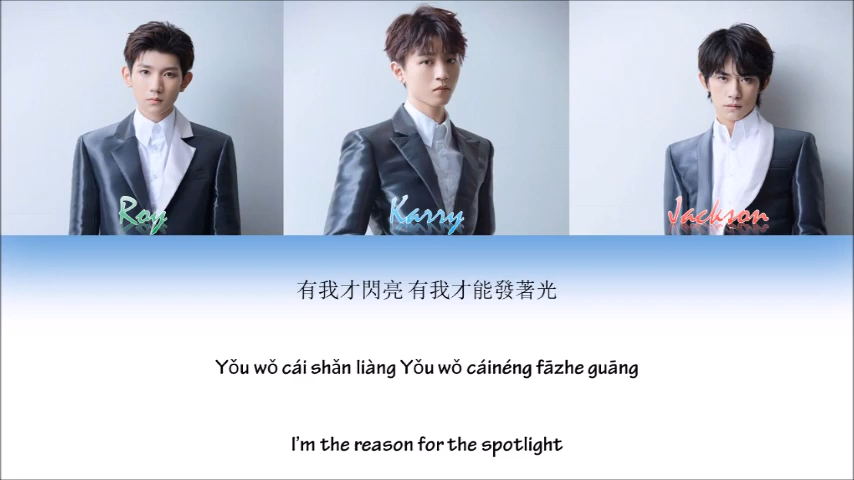 Roy Karry Jackson
有我才閃亮 有我才能發著光
Yǒu wǒ cái shǎn liàng Yǒu wǒ cáinéng fāzhe guāng
I'm the reason for the spotlight